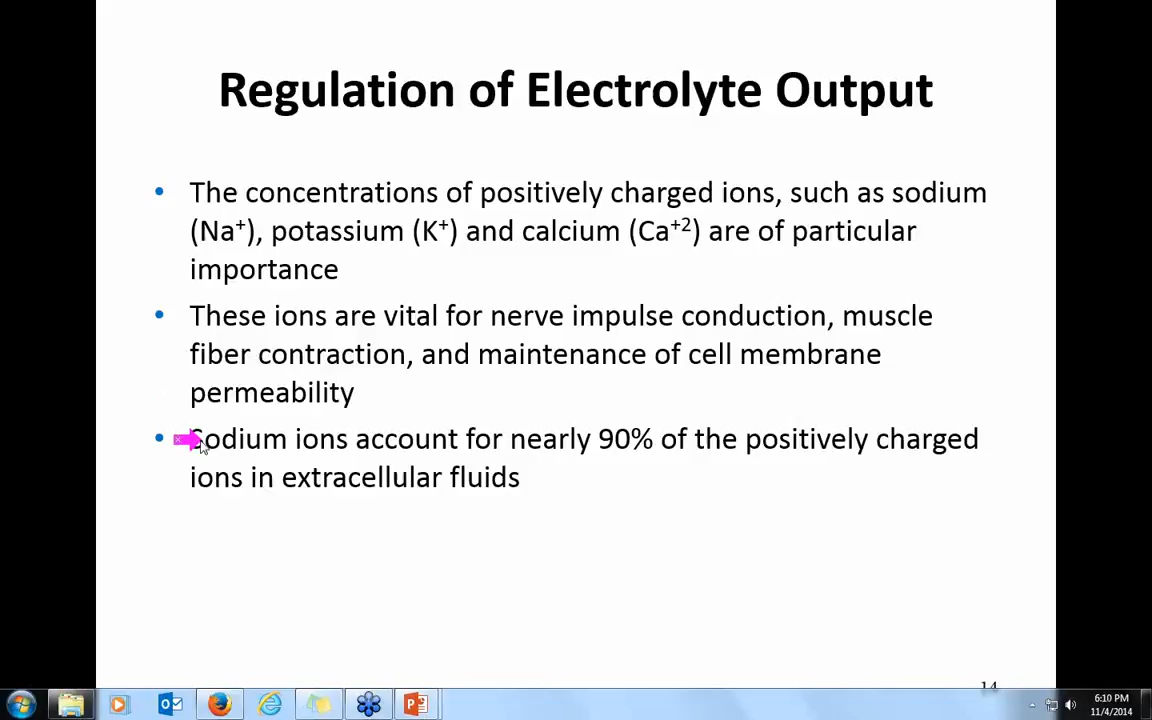 Regulation of Electrolyte Output
• The concentrations of positively charged ions, such as sodium
(Na⁺), potassium (K⁺) and calcium (Ca⁺²) are of particular
importance
• These ions are vital for nerve impulse conduction, muscle
fiber contraction, and maintenance of cell membrane
permeability
• Sodium ions account for nearly 90% of the positively charged
ions in extracellular fluids
14
6:10 PM
11/4/2014